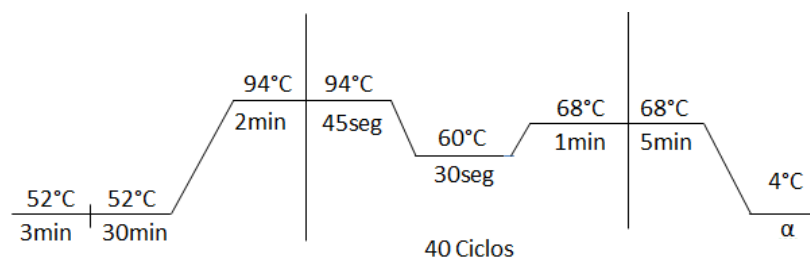 94°C 94°C
2min 45seg
68°C 68°C
1min 5min
60°C
30seg
52°C 52°C
3min 30min
4°C
α
40 Ciclos